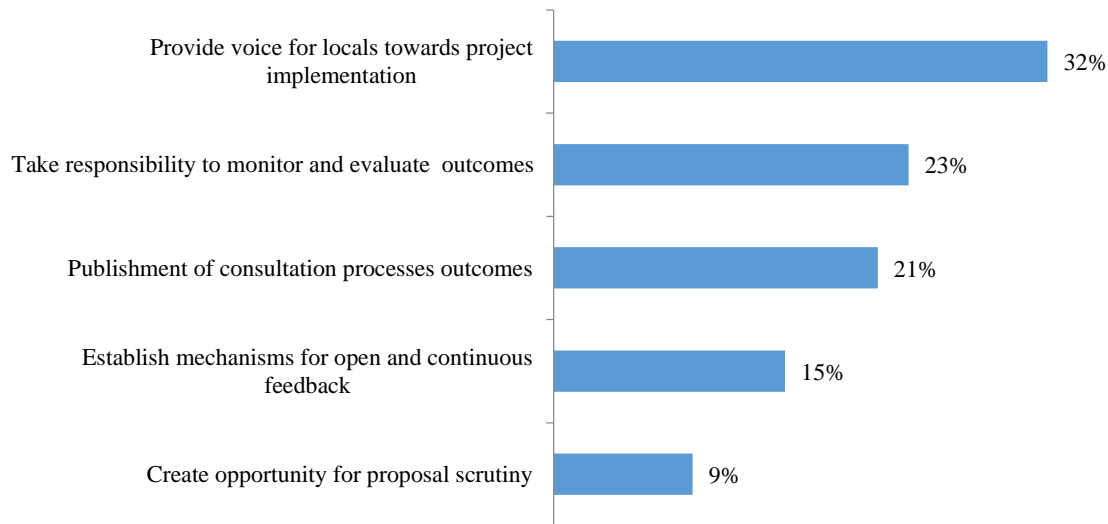 Provide voice for locals towards project
implementation
32%
Take responsibility to monitor and evaluate outcomes
23%
Publishment of consultation processes outcomes
21%
Establish mechanisms for open and continuous
feedback
15%
Create opportunity for proposal scrutiny
9%